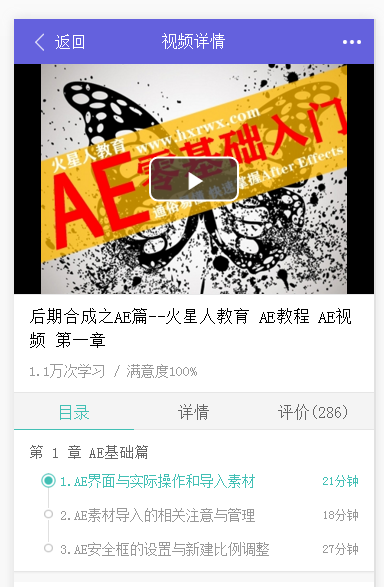 返回
视频详情
火星人教育
www.hxrwx.com
AE零基础入门
After Effects
后期合成之AE篇--火星人教育 AE教程 AE视
频 第一章
1.1万次学习 / 满意度100%
目录
详情
评价(286)
第 1 章 AE基础篇
1.AE界面与实际操作和导入素材
21分钟
2.AE素材导入的相关注意与管理
18分钟
3.AE安全框的设置与新建比例调整
27分钟